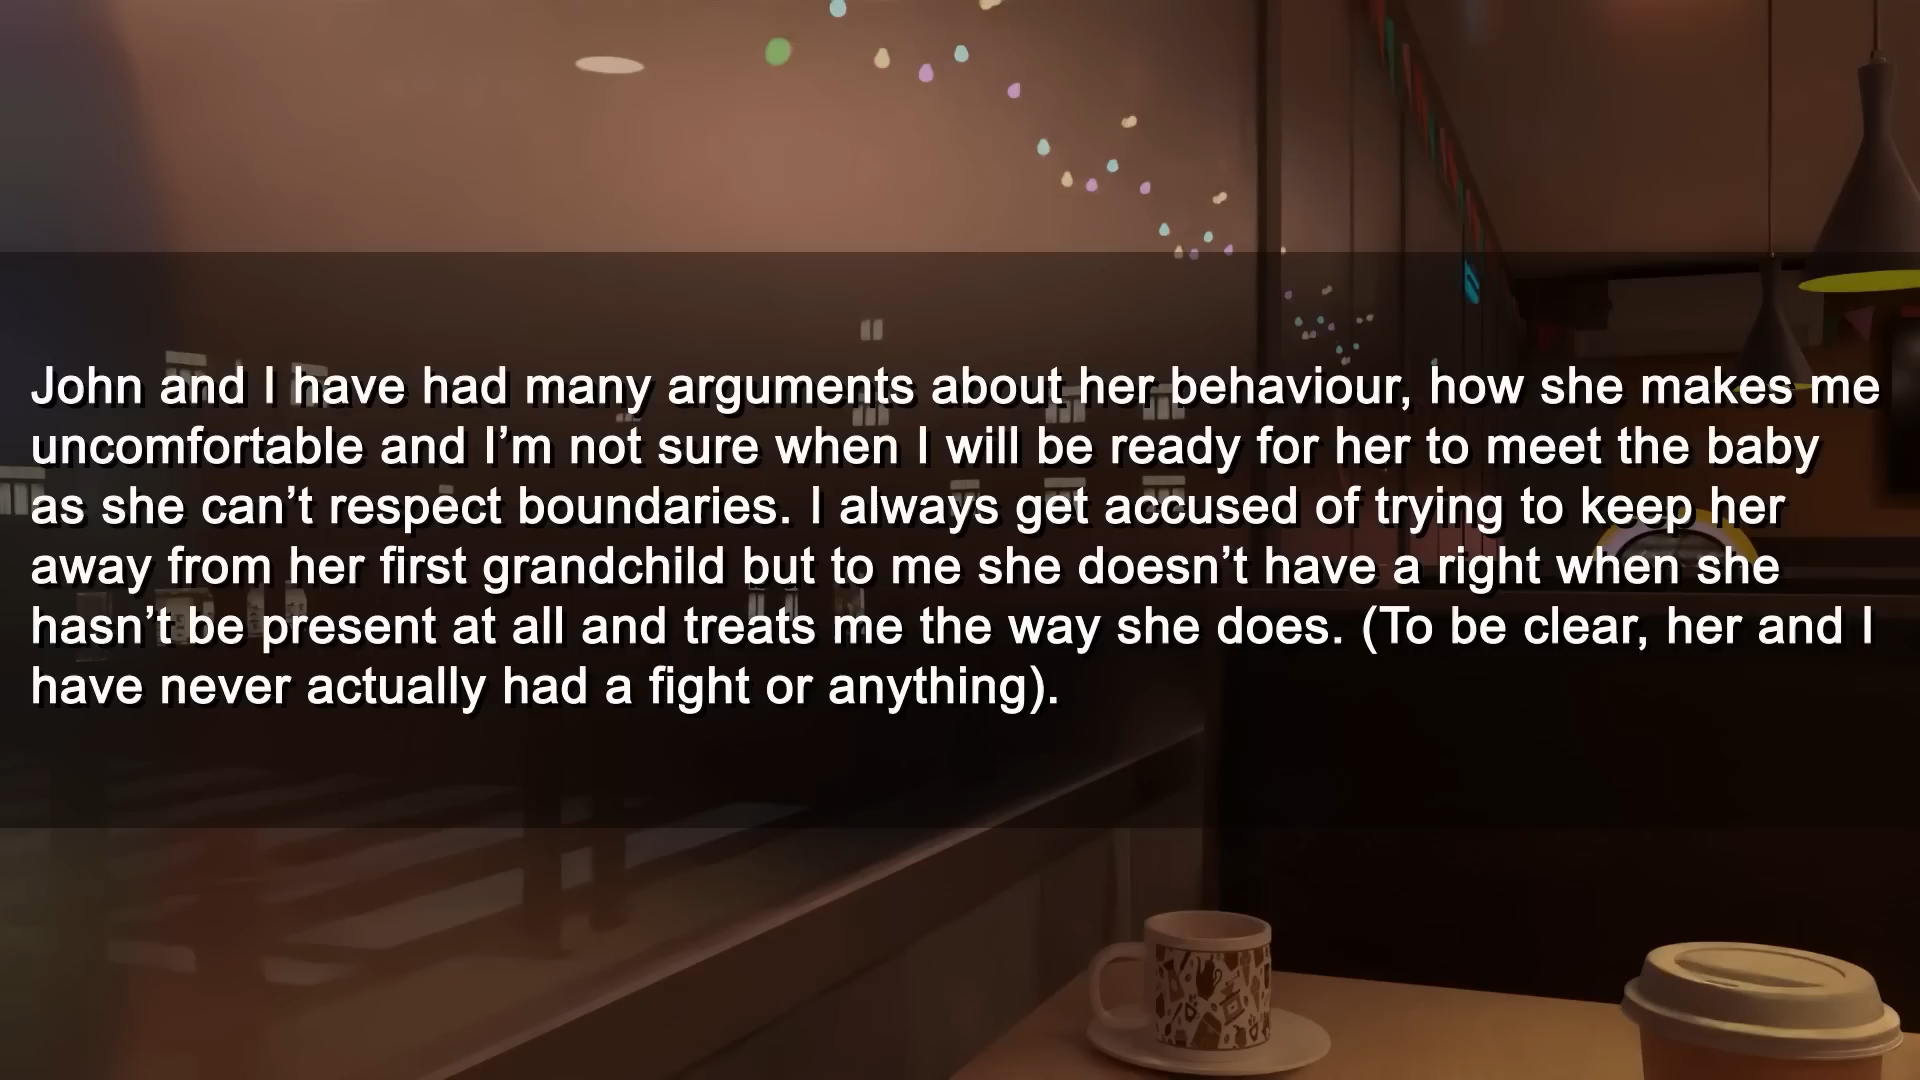 John and I have had many arguments about her behaviour, how she makes me
uncomfortable and I’m not sure when I will be ready for her to meet the baby
as she can’t respect boundaries. I always get accused of trying to keep her
away from her first grandchild but to me she doesn’t have a right when she
hasn’t be present at all and treats me the way she does. (To be clear, her and I
have never actually had a fight or anything).